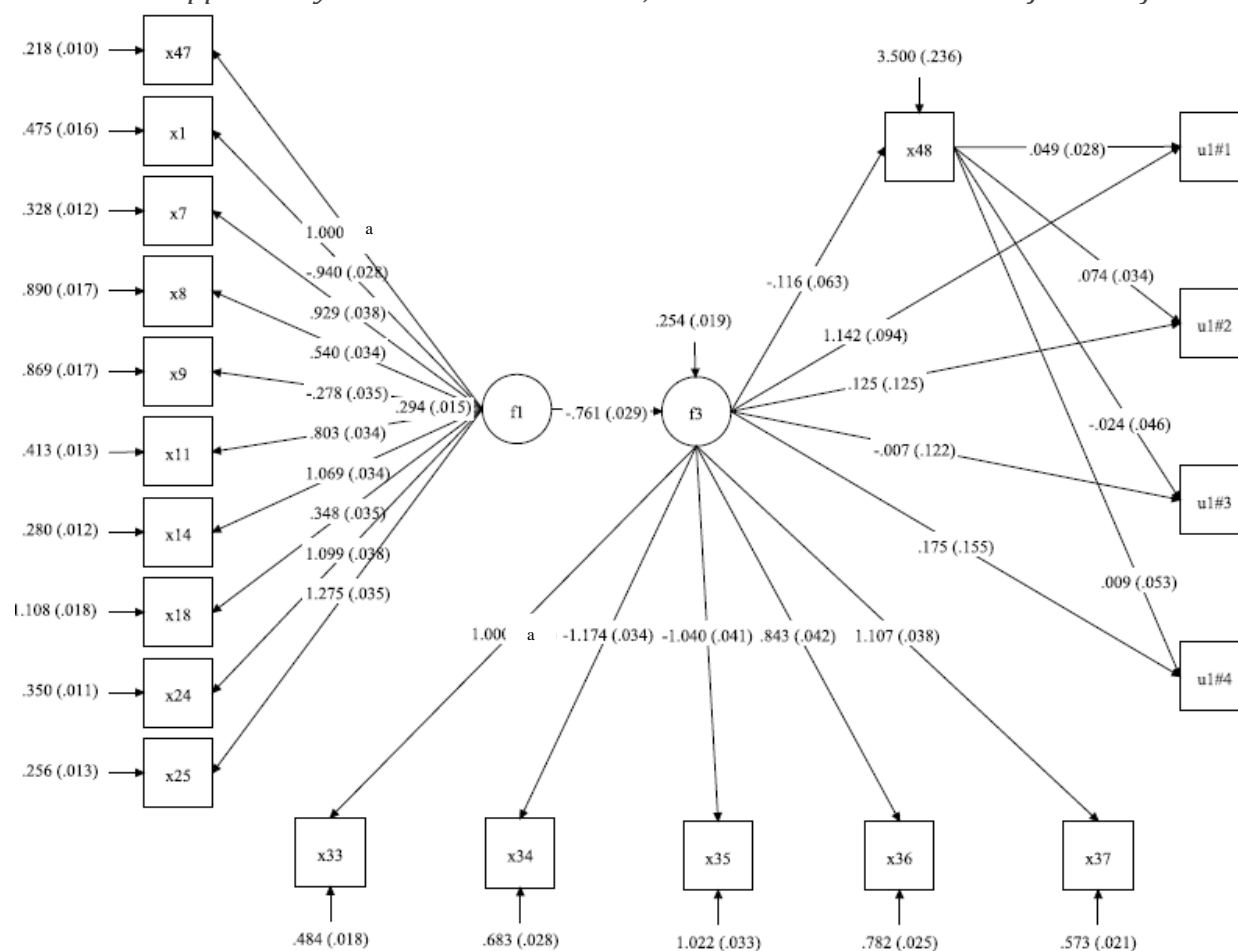 .218 (.010)
x47
.475 (.016)
x1
.328 (.012)
x7
.890 (.017)
x8
.869 (.017)
x9
.413 (.013)
x11
.280 (.012)
x14
1.108 (.018)
x18
.350 (.011)
x24
.256 (.013)
x25
1.000 a
-.940 (.028)
.929 (.038)
.540 (.034)
-.278 (.035)
.803 (.034)
1.069 (.034)
.348 (.035)
1.099 (.038)
1.275 (.035)
.294 (.015)
f1
-.761 (.029)
.254 (.019)
f3
3.500 (.236)
x48
-.116 (.063)
.049 (.028)
.074 (.034)
-.024 (.046)
.009 (.053)
1.142 (.094)
.125 (.125)
-.007 (.122)
.175 (.155)
u1#1
u1#2
u1#3
u1#4
1.000 a
-1.174 (.034)
-1.040 (.041)
.843 (.042)
1.107 (.038)
x33
x34
x35
x36
x37
.484 (.018)
.683 (.028)
1.022 (.033)
.782 (.025)
.573 (.021)